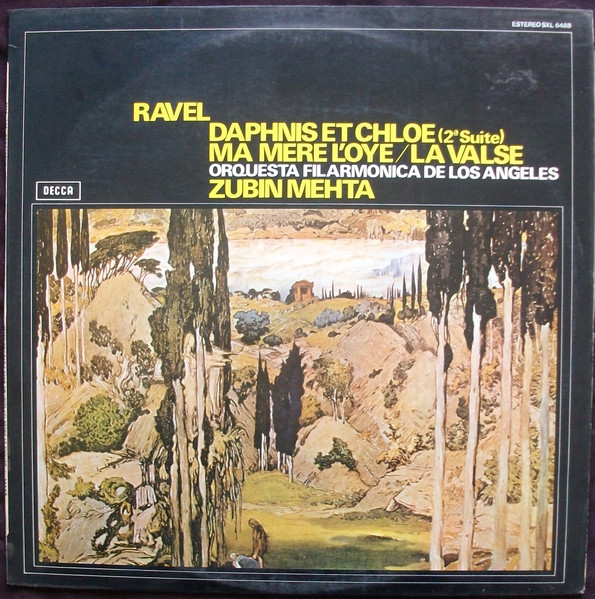 ESTEREO SXL 6488
RAVEL
DAPHNIS ET CHLOE (2ª Suite)
MA MERE L'OYE/LA VALSE
ORQUESTA FILARMONICA DE LOS ANGELES
ZUBIN MEHTA
DECCA